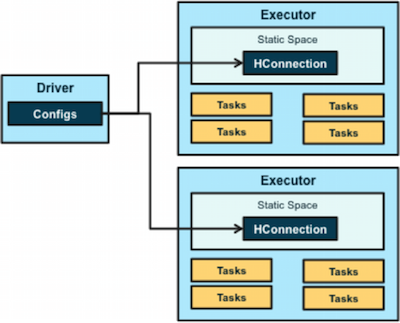 Driver
Configs
Executor
Static Space
HConnection
Tasks
Tasks
Tasks
Tasks
Executor
Static Space
HConnection
Tasks
Tasks
Tasks
Tasks